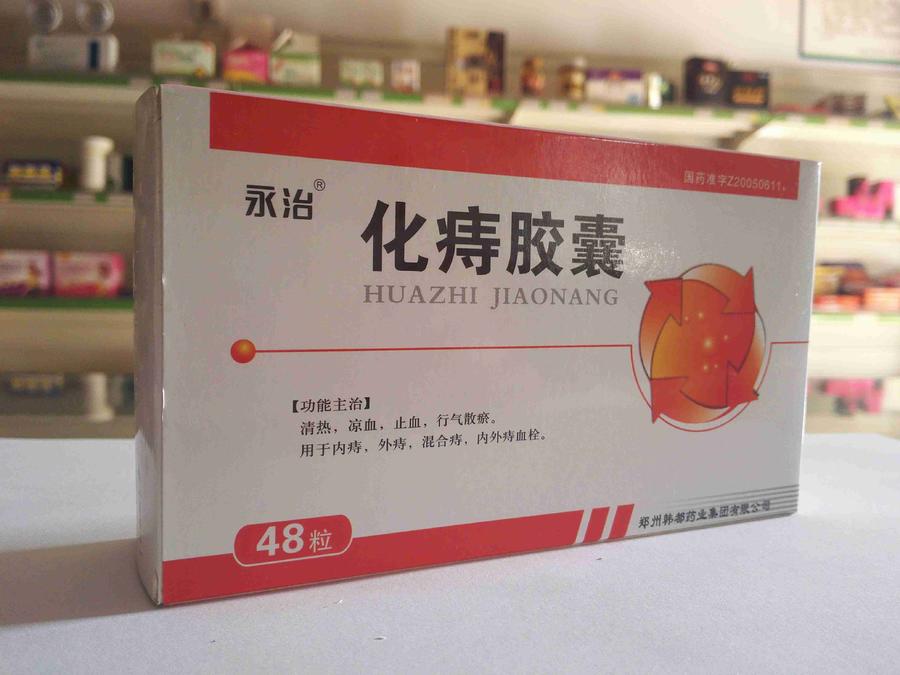 国药准字Z20050611
永治®
化痔胶囊
HUAZHI JIAONANG
【功能主治】
清热，凉血，止血，行气散瘀。
用于内痔，外痔，混合痔，内外痔血栓。
48粒
郑州韩都药业集团有限公司